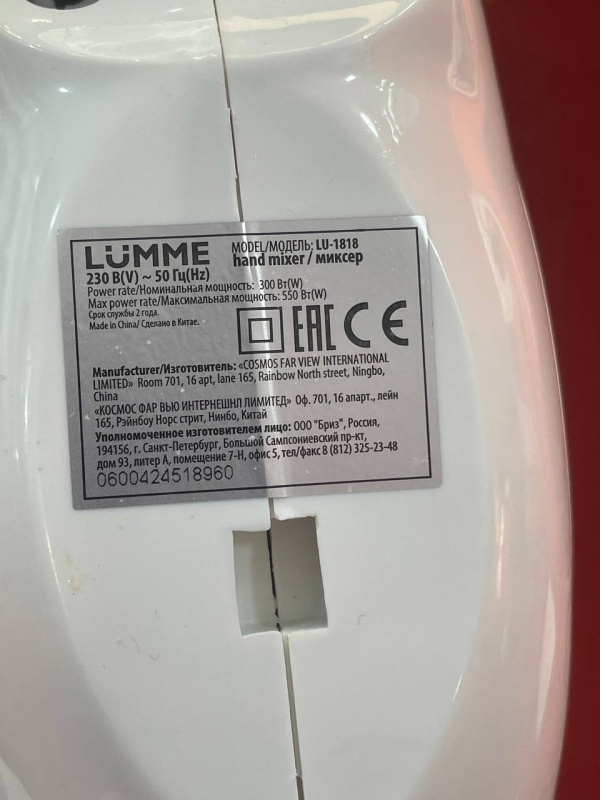 LUMME
MODEL/МОДЕЛЬ: LU-1818
hand mixer / миксер
230 В(V) ~ 50 Гц(Hz)
Power rate/Номинальная мощность: 300 Вт(W)
Max power rate/Максимальная мощность: 550 Вт(W)
Срок службы 2 года.
Made in China/ Сделано в Китае.
EAC CE
Manufacturer/Изготовитель: «COSMOS FAR VIEW INTERNATIONAL
LIMITED» Room 701, 16 apt, lane 165, Rainbow North street, Ningbo,
China
«КОСМОС ФАР ВЬЮ ИНТЕРНЕШНЛ ЛИМИТЕД» Оф. 701, 16 апарт., лейн
165, Рэйнбоу Норс стрит, Нинбо, Китай
Уполномоченное изготовителем лицо: ООО "Бриз", Россия,
194156, г. Санкт-Петербург, Большой Сампсониевский пр-кт,
дом 93, литер А, помещение 7-Н, офис 5, тел/факс 8 (812) 325-23-48
0600424518960